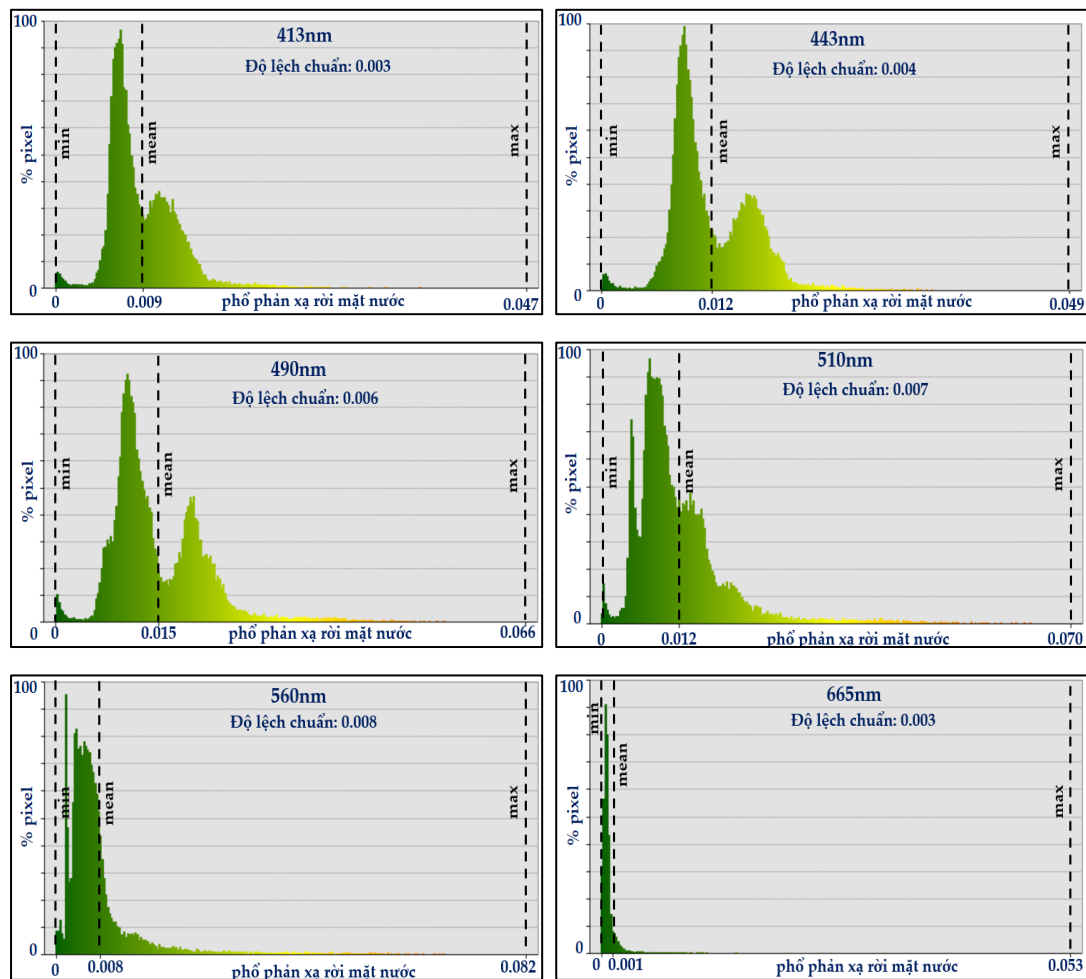 100
413nm
Độ lệch chuẩn: 0.003
% pixel
min
mean
max
0
0 0.009 phổ phản xạ rời mặt nước 0.047
100
443nm
Độ lệch chuẩn: 0.004
% pixel
min
mean
max
0
0 0.012 phổ phản xạ rời mặt nước 0.049
100
490nm
Độ lệch chuẩn: 0.006
% pixel
min
mean
max
0 0 0.015 phổ phản xạ rời mặt nước 0.066
100
510nm
Độ lệch chuẩn: 0.007
% pixel
min
mean
max
0
0 0.012 phổ phản xạ rời mặt nước 0.070
100
560nm
Độ lệch chuẩn: 0.008
% pixel
min
mean
max
0
0 0.008 phổ phản xạ rời mặt nước 0.082
100
665nm
Độ lệch chuẩn: 0.003
% pixel
min
mean
max
0
0 0.001 phổ phản xạ rời mặt nước 0.053